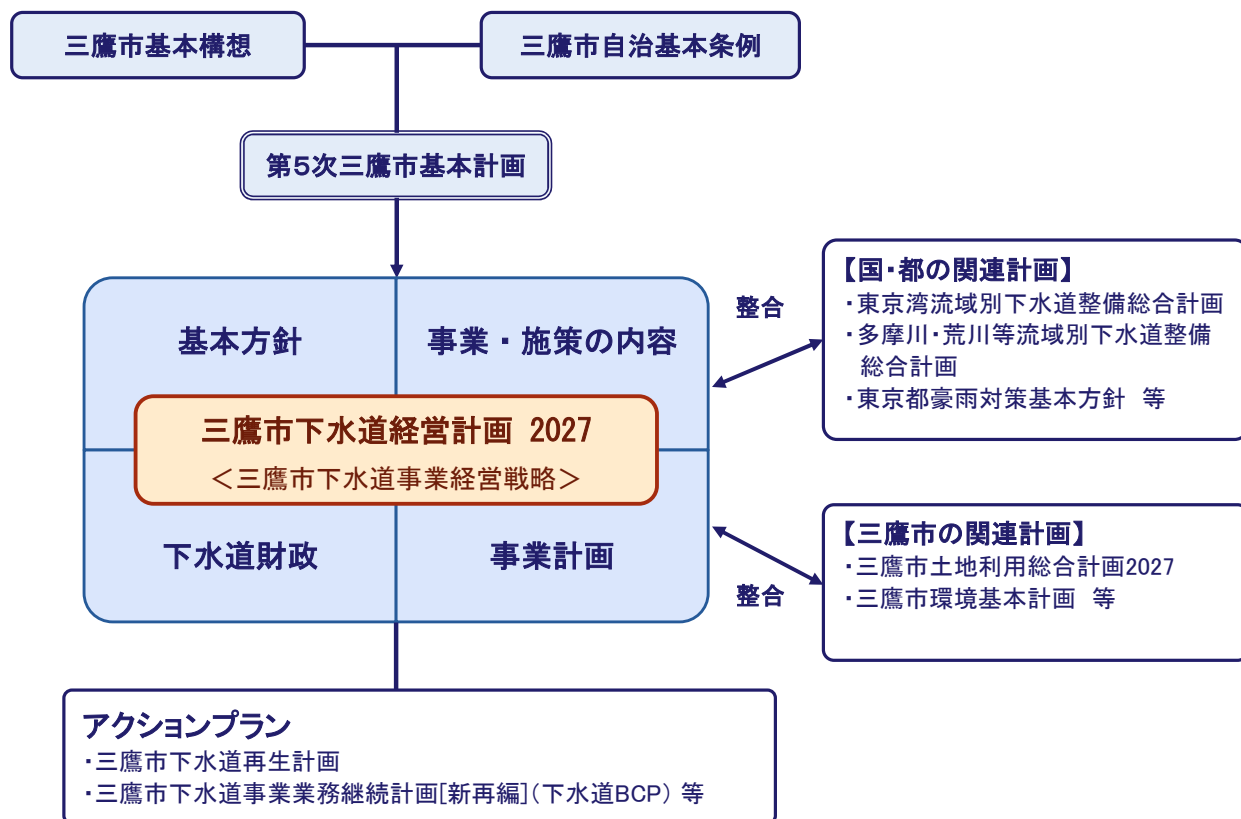 三鷹市基本構想
三鷹市自治基本条例
第5次三鷹市基本計画
基本方針
事業・施策の内容
三鷹市下水道経営計画 2027
＜三鷹市下水道事業経営戦略＞
下水道財政
事業計画
整合
【国・都の関連計画】
・東京湾流域別下水道整備総合計画
・多摩川・荒川等流域別下水道整備
総合計画
・東京都豪雨対策基本方針 等
整合
【三鷹市の関連計画】
・三鷹市土地利用総合計画2027
・三鷹市環境基本計画 等
アクションプラン
・三鷹市下水道再生計画
・三鷹市下水道事業業務継続計画[新再編](下水道BCP) 等